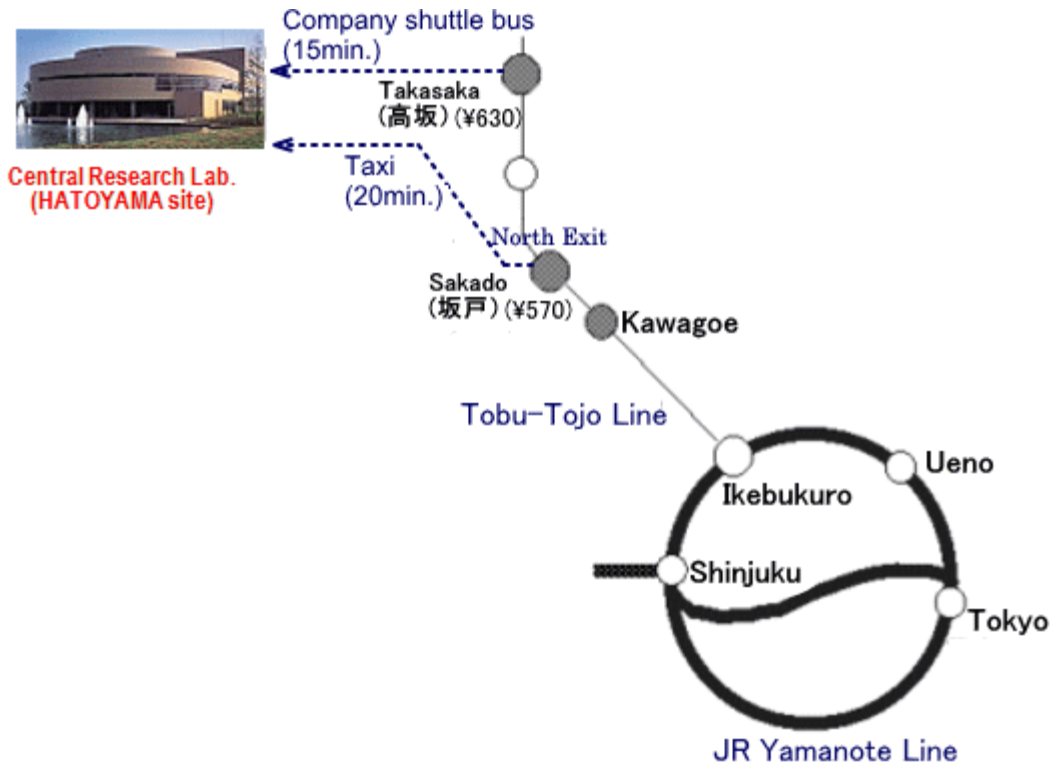 Company shuttle bus
(15min.)
Takasaka
(高坂)(¥630)
Taxi
(20min.)
Central Research Lab.
(HATOYAMA site)
North Exit
Sakado
(坂戸)(¥570)
Kawagoe
Tobu-Tojo Line
Ueno
Ikebukuro
Shinjuku
Tokyo
JR Yamanote Line